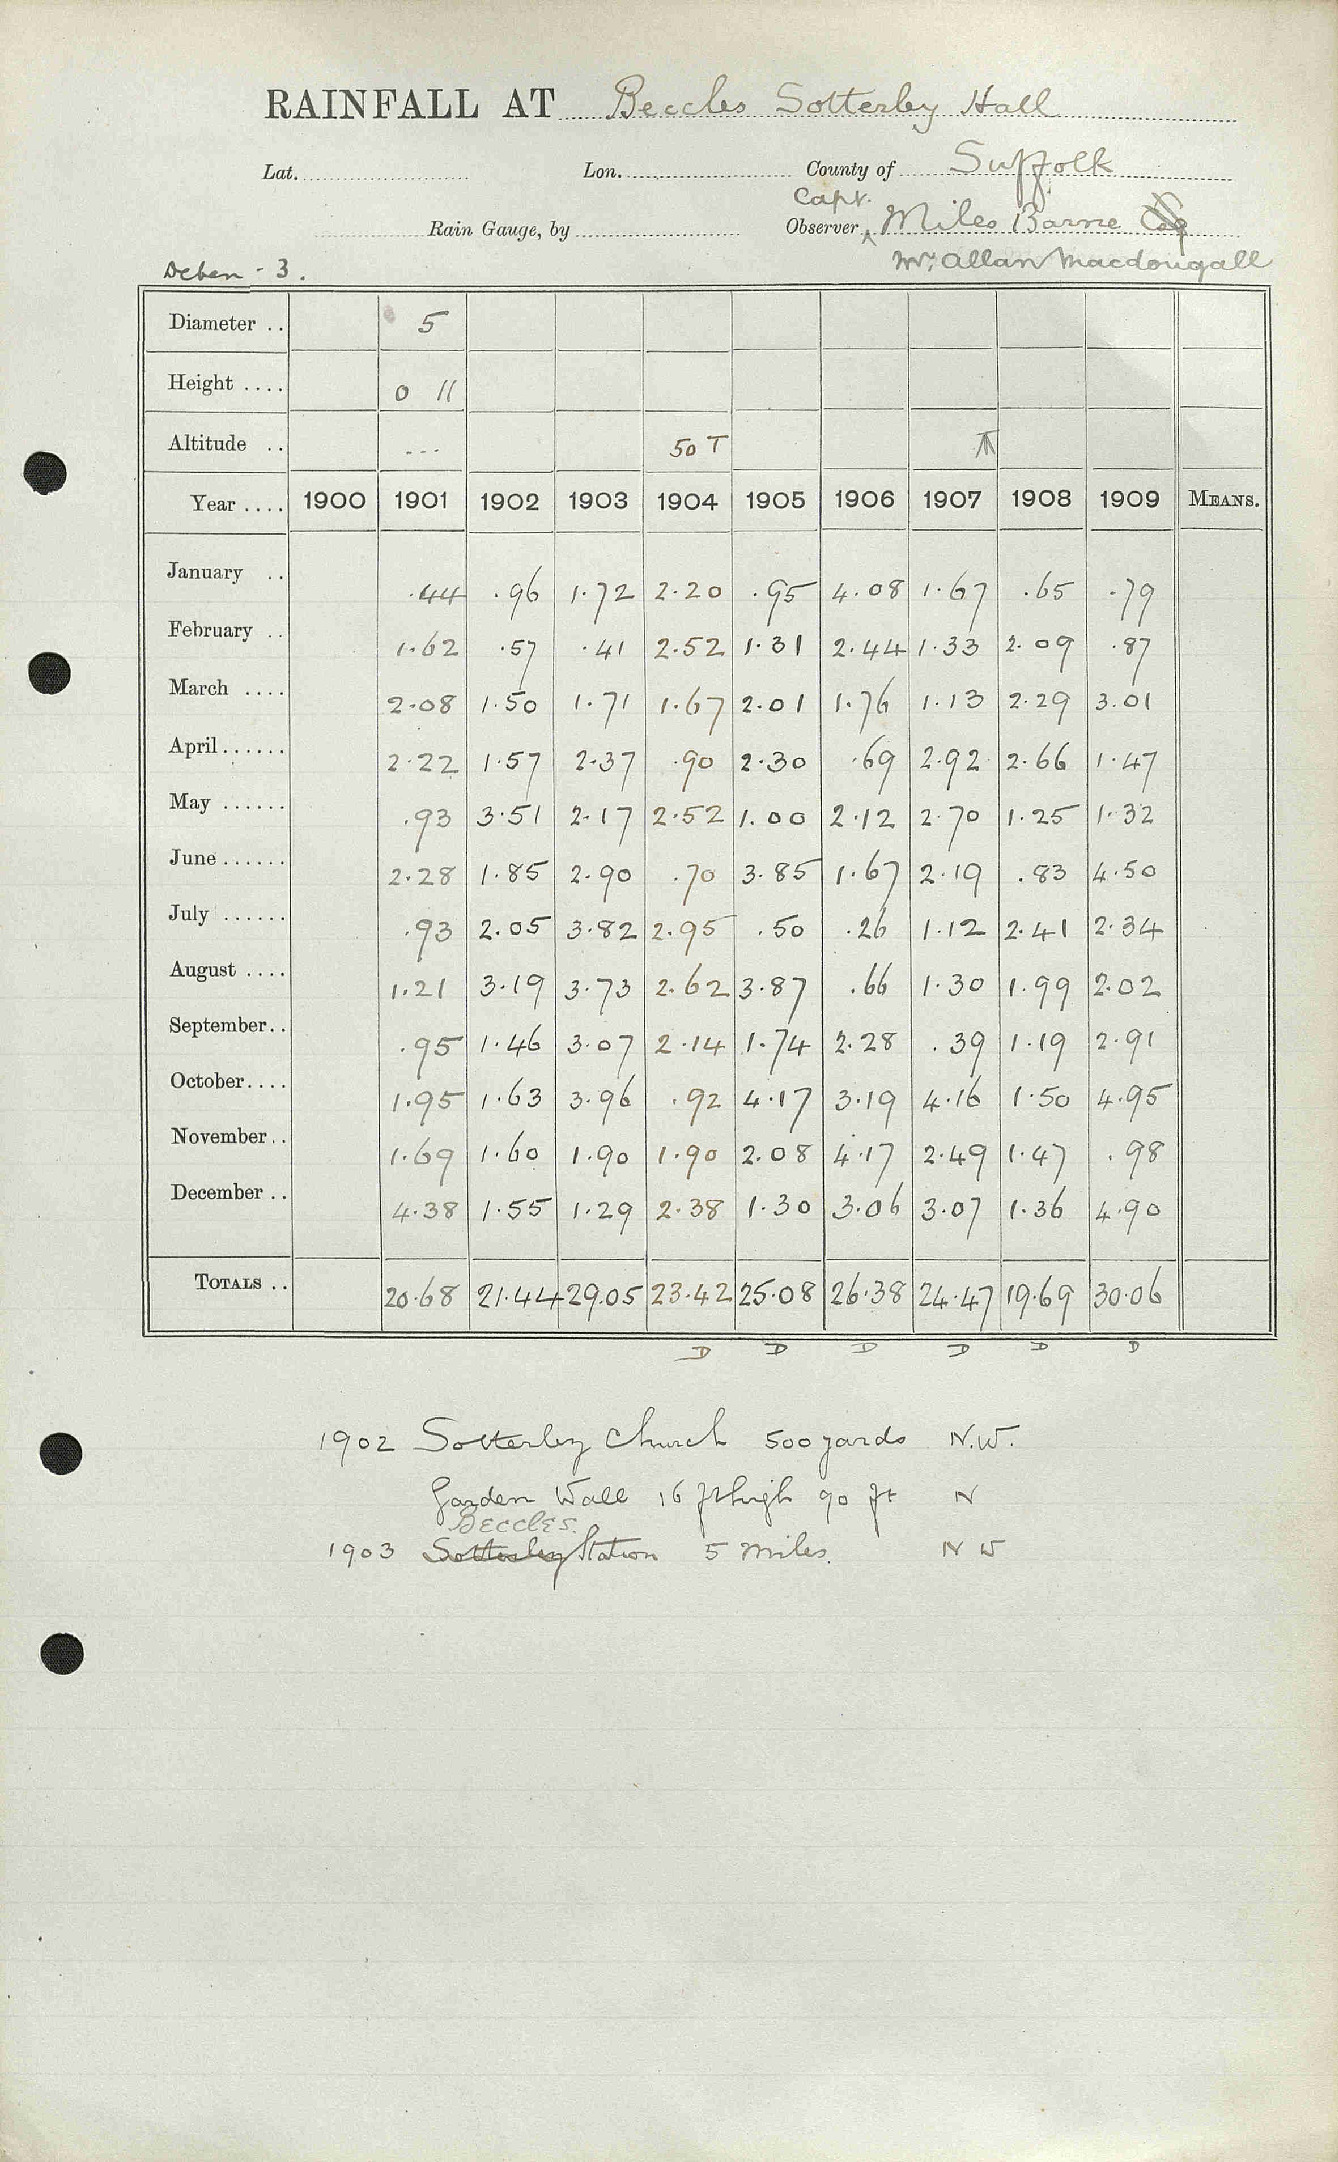 RAINFALL AT Beccles Sotterley Hall
Lat. Lon. County of Suffolk
Capt.
Rain Gauge, by Observer Miles Barne Esq
Deben - 3. Mr. Allan Macdougall
Diameter .. 5
Height .... 0 11
Altitude .. --- 50 T
Year .... 1900 1901 1902 1903 1904 1905 1906 1907 1908 1909 MEANS.
January .. .44 .96 1.72 2.20 .95 4.08 1.67 .65 .79
February .. 1.62 .57 .41 2.52 1.31 2.44 1.33 2.09 .87
March .... 2.08 1.50 1.71 1.67 2.01 1.76 1.13 2.29 3.01
April...... 2.22 1.57 2.37 .90 2.30 .69 2.92 2.66 1.47
May ...... .93 3.51 2.17 2.52 1.00 2.12 2.70 1.25 1.32
June...... 2.28 1.85 2.90 .70 3.85 1.67 2.19 .83 4.50
July ...... .93 2.05 3.82 2.95 .50 .26 1.12 2.41 2.34
August .... 1.21 3.19 3.73 2.62 3.87 .66 1.30 1.99 2.02
September.. .95 1.46 3.07 2.14 1.74 2.28 .39 1.19 2.91
October.... 1.95 1.63 3.96 .92 4.17 3.19 4.16 1.50 4.95
November.. 1.69 1.60 1.90 1.90 2.08 4.17 2.49 1.47 .98
December .. 4.38 1.55 1.29 2.38 1.30 3.06 3.07 1.36 4.90
TOTALS .. 20.68 21.44 29.05 23.42 25.08 26.38 24.47 19.69 30.06
D D D D D D
1902 Sotterley Church 500 yards N.W.
Garden Wall 16 ft high 90 ft N
Beccles.
1903 Sotterley Station 5 miles. N W